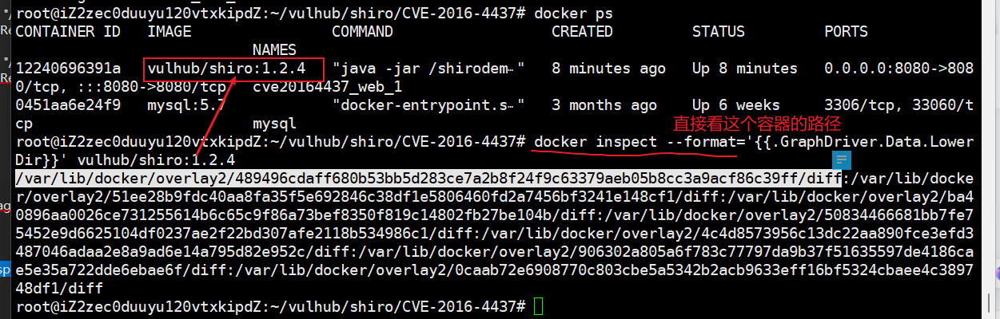 root@iZ2zec0duuyu120vtxkipdZ:~/vulhub/shiro/CVE-2016-4437# docker ps
CONTAINER ID   IMAGE                COMMAND                  CREATED         STATUS         PORTS
                          NAMES
12240696391a   vulhub/shiro:1.2.4   "java -jar /shirodem…"   8 minutes ago   Up 8 minutes   0.0.0.0:8080->808
0/tcp, :::8080->8080/tcp   cve20164437_web_1
0451aa6e24f9   mysql:5.7            "docker-entrypoint.s…"   3 months ago    Up 6 weeks     3306/tcp, 33060/t
cp                         mysql
直接看这个容器的路径
root@iZ2zec0duuyu120vtxkipdZ:~/vulhub/shiro/CVE-2016-4437# docker inspect --format='{{.GraphDriver.Data.Lower
Dir}}' vulhub/shiro:1.2.4
/var/lib/docker/overlay2/489496cdaff680b53bb5d283ce7a2b8f24f9c63379aeb05b8cc3a9acf86c39ff/diff:/var/lib/docke
r/overlay2/51ee28b9fdc40aa8fa35f5e692846c38df1e5806460fd2a7456bf3241e148cf1/diff:/var/lib/docker/overlay2/ba4
0896aa0026ce731255614b6c65c9f86a73bef8350f819c14802fb27be104b/diff:/var/lib/docker/overlay2/50834466681bb7fe7
5452e9d6625104df0237ae2f22bd307afe2118b534986c1/diff:/var/lib/docker/overlay2/4c4d8573956c13dc22aa890fce3efd3
487046adaa2e8a9ad6e14a795d82e952c/diff:/var/lib/docker/overlay2/906302a805a6f783c77797da9b37f51635597de4186ca
e5e35a722dde6ebae6f/diff:/var/lib/docker/overlay2/0caab72e6908770c803cbe5a5342b2acb9633eff16bf5324cbaee4c3897
48df1/diff
root@iZ2zec0duuyu120vtxkipdZ:~/vulhub/shiro/CVE-2016-4437#